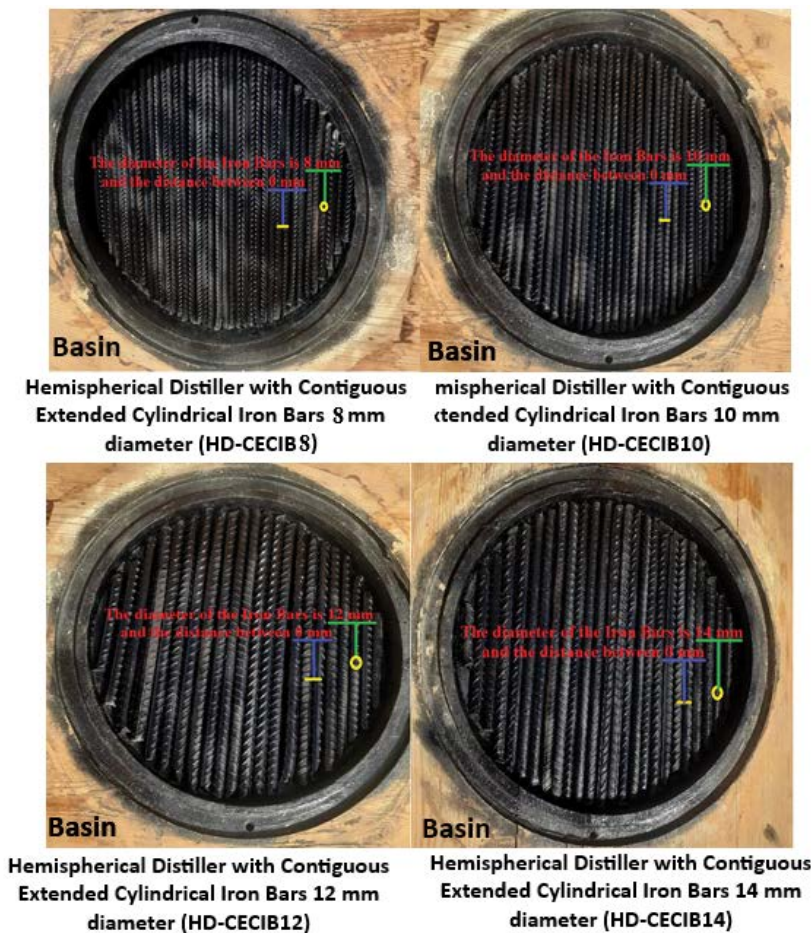 The diameter of the Iron Bars is 8 mm
and the distance between 0 mm
Basin
Hemispherical Distiller with Contiguous
Extended Cylindrical Iron Bars 8 mm
diameter (HD-CECIB8)
The diameter of the Iron Bars is 10 mm
and the distance between 0 mm
Basin
mispherical Distiller with Contiguous
xtended Cylindrical Iron Bars 10 mm
diameter (HD-CECIB10)
The diameter of the Iron Bars is 12 mm
and the distance between 0 mm
Basin
Hemispherical Distiller with Contiguous
Extended Cylindrical Iron Bars 12 mm
diameter (HD-CECIB12)
The diameter of the Iron Bars is 14 mm
and the distance between 0 mm
Basin
Hemispherical Distiller with Contiguous
Extended Cylindrical Iron Bars 14 mm
diameter (HD-CECIB14)